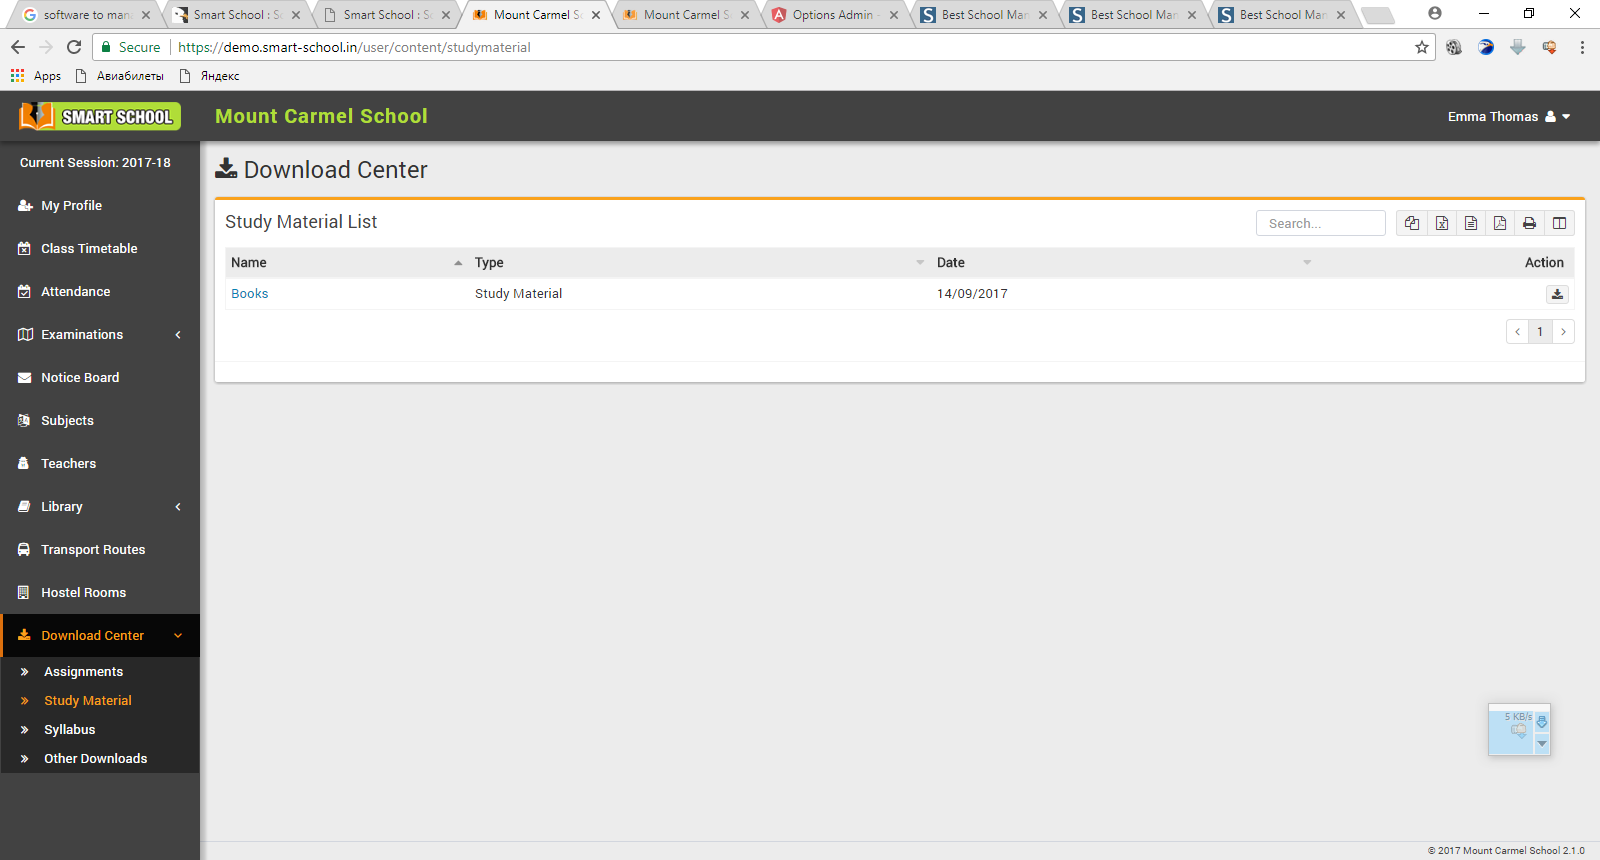 software to mana
Smart School : S
Smart School : S
Mount Carmel S
Mount Carmel S
Options Admin -
Best School Man
Best School Man
Best School Man
Secure https://demo.smart-school.in/user/content/studymaterial
Apps Авиабилеты Яндекс
SMART SCHOOL
Mount Carmel School
Emma Thomas
Current Session: 2017-18
My Profile
Class Timetable
Attendance
Examinations
Notice Board
Subjects
Teachers
Library
Transport Routes
Hostel Rooms
Download Center
Assignments
Study Material
Syllabus
Other Downloads
Download Center
Study Material List
Search...
Name Type Date Action
Books Study Material 14/09/2017
1
5 KB/s
© 2017 Mount Carmel School 2.1.0